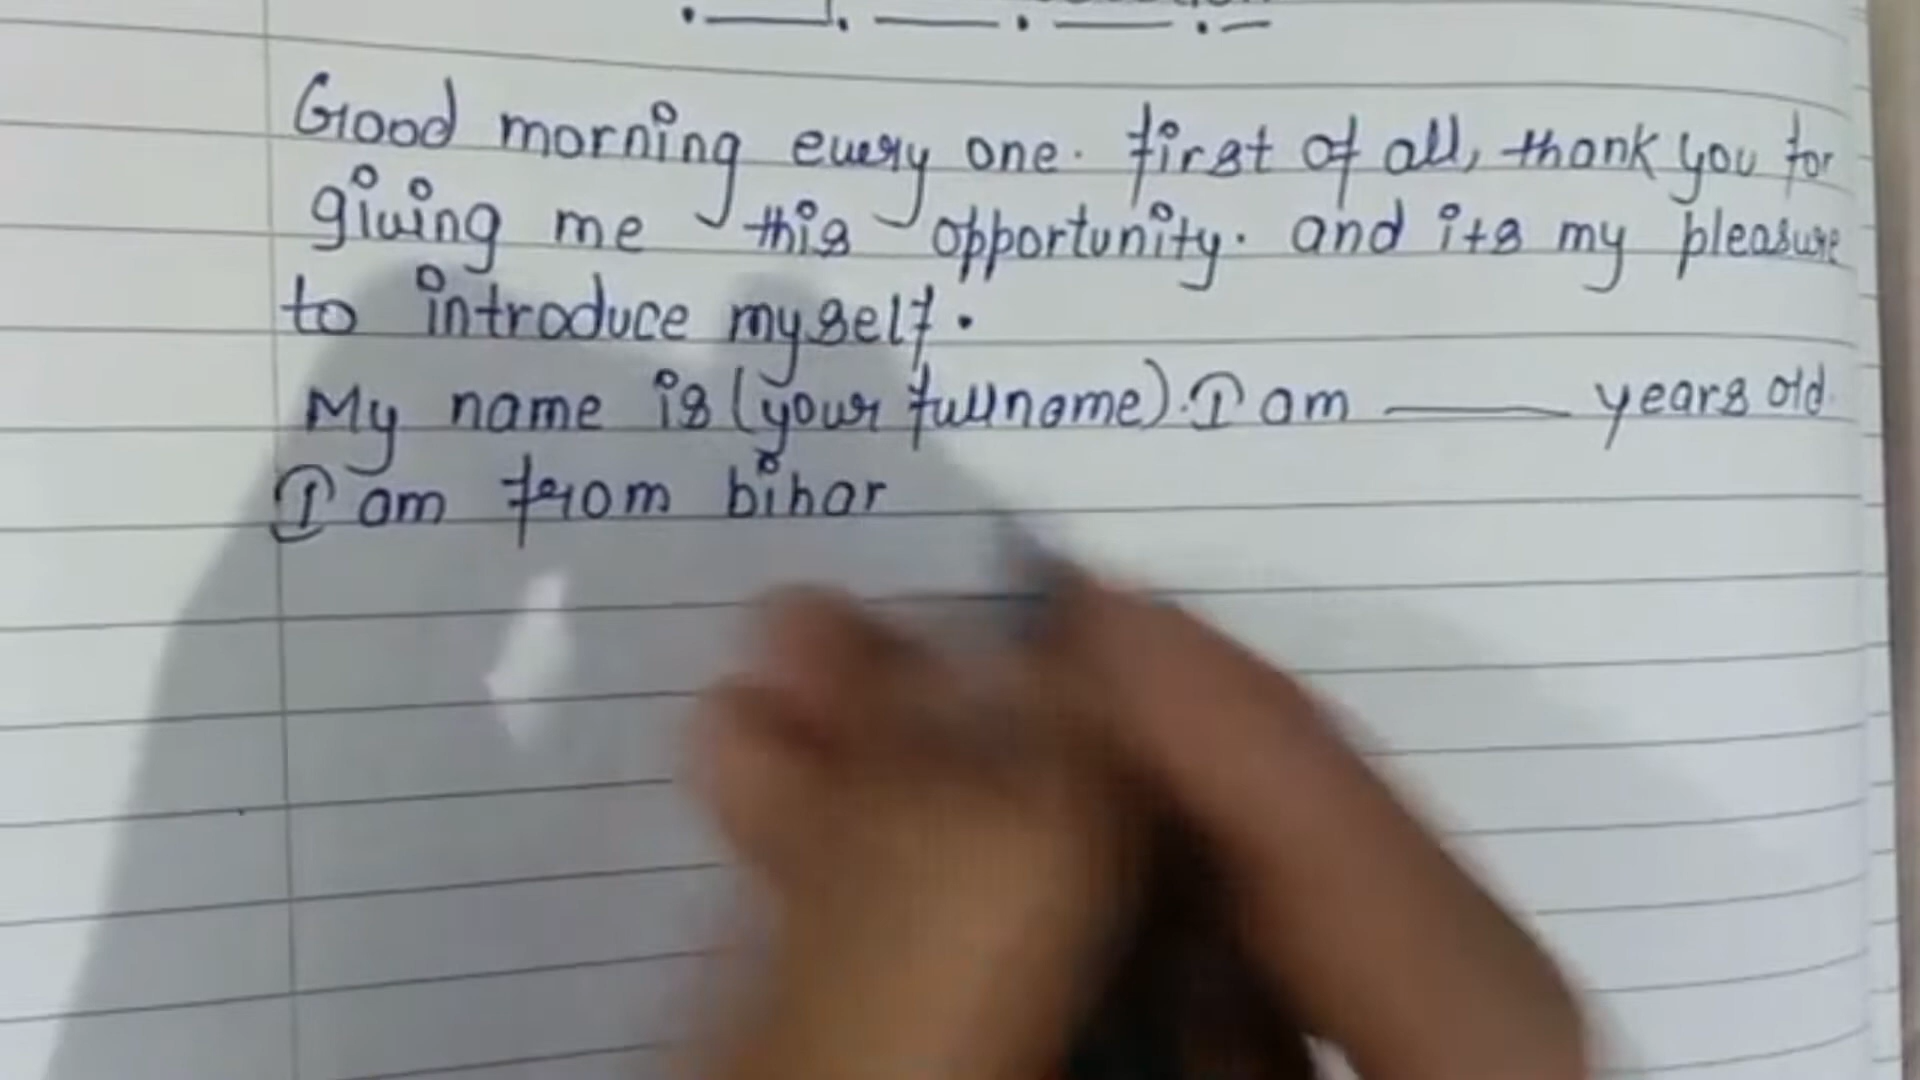 Good morning every one. first of all, thank you for
giving me this opportunity. and its my pleasure
to introduce myself.
My name is (your fullname). I am ______ years old.
I am from bihar